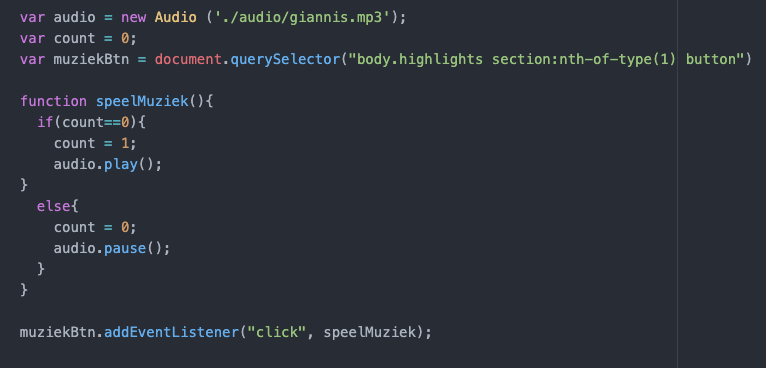 var audio = new Audio ('./audio/giannis.mp3');
var count = 0;
var muziekBtn = document.querySelector("body.highlights section:nth-of-type(1) button")
function speelMuziek(){
if(count==0){
count = 1;
audio.play();
}
else{
count = 0;
audio.pause();
}
}
muziekBtn.addEventListener("click", speelMuziek);